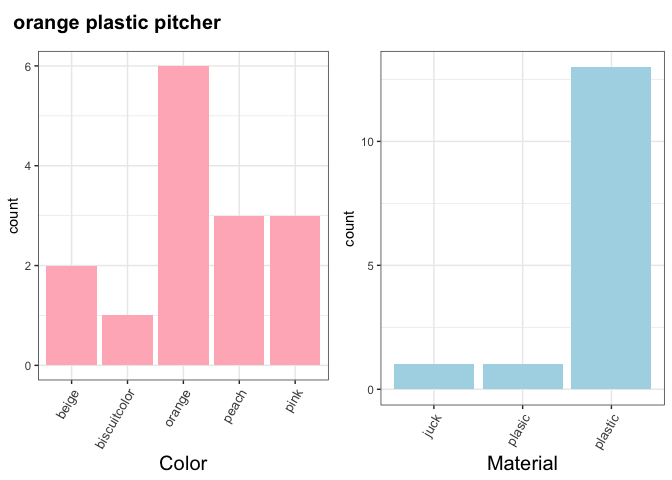 orange plastic pitcher
count
6
4
2
0
beige
biscuitcolor
orange
peach
pink
Color
count
10
5
0
juck
plasic
plastic
Material